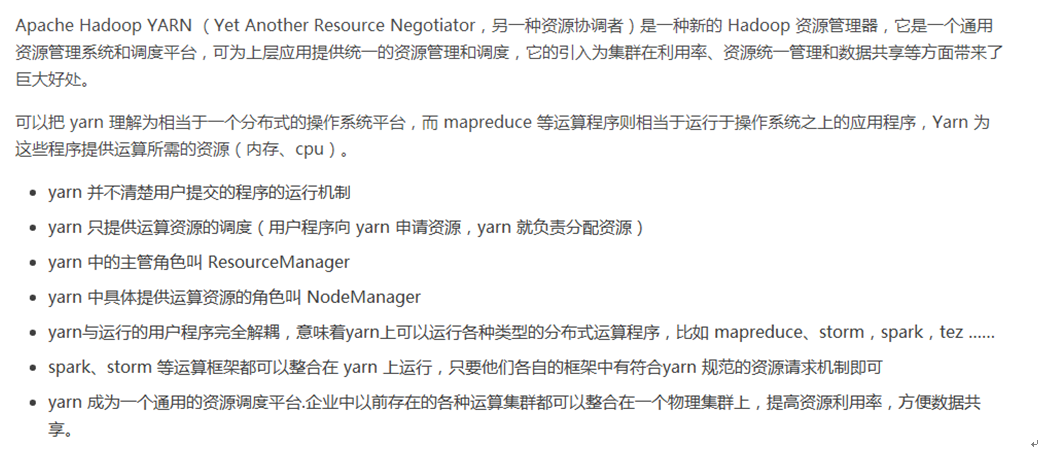 Apache Hadoop YARN （Yet Another Resource Negotiator，另一种资源协调者）是一种新的 Hadoop 资源管理器，它是一个通用
资源管理系统和调度平台，可为上层应用提供统一的资源管理和调度，它的引入为集群在利用率、资源统一管理和数据共享等方面带来了
巨大好处。
可以把 yarn 理解为相当于一个分布式的操作系统平台，而 mapreduce 等运算程序则相当于运行于操作系统之上的应用程序，Yarn 为
这些程序提供运算所需的资源（内存、cpu）。
• yarn 并不清楚用户提交的程序的运行机制
• yarn 只提供运算资源的调度（用户程序向 yarn 申请资源，yarn 就负责分配资源）
• yarn 中的主管角色叫 ResourceManager
• yarn 中具体提供运算资源的角色叫 NodeManager
• yarn与运行的用户程序完全解耦，意味着yarn上可以运行各种类型的分布式运算程序，比如 mapreduce、storm，spark，tez ……
• spark、storm 等运算框架都可以整合在 yarn 上运行，只要他们各自的框架中有符合yarn 规范的资源请求机制即可
• yarn 成为一个通用的资源调度平台.企业中以前存在的各种运算集群都可以整合在一个物理集群上，提高资源利用率，方便数据共
享。